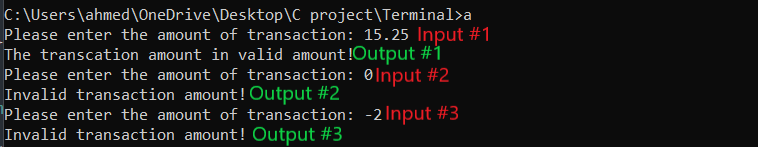 C:\Users\ahmed\OneDrive\Desktop\C project\Terminal>a
Please enter the amount of transaction: 15.25 Input #1
The transcation amount in valid amount!Output #1
Please enter the amount of transaction: 0Input #2
Invalid transaction amount! Output #2
Please enter the amount of transaction: -2 Input #3
Invalid transaction amount! Output #3